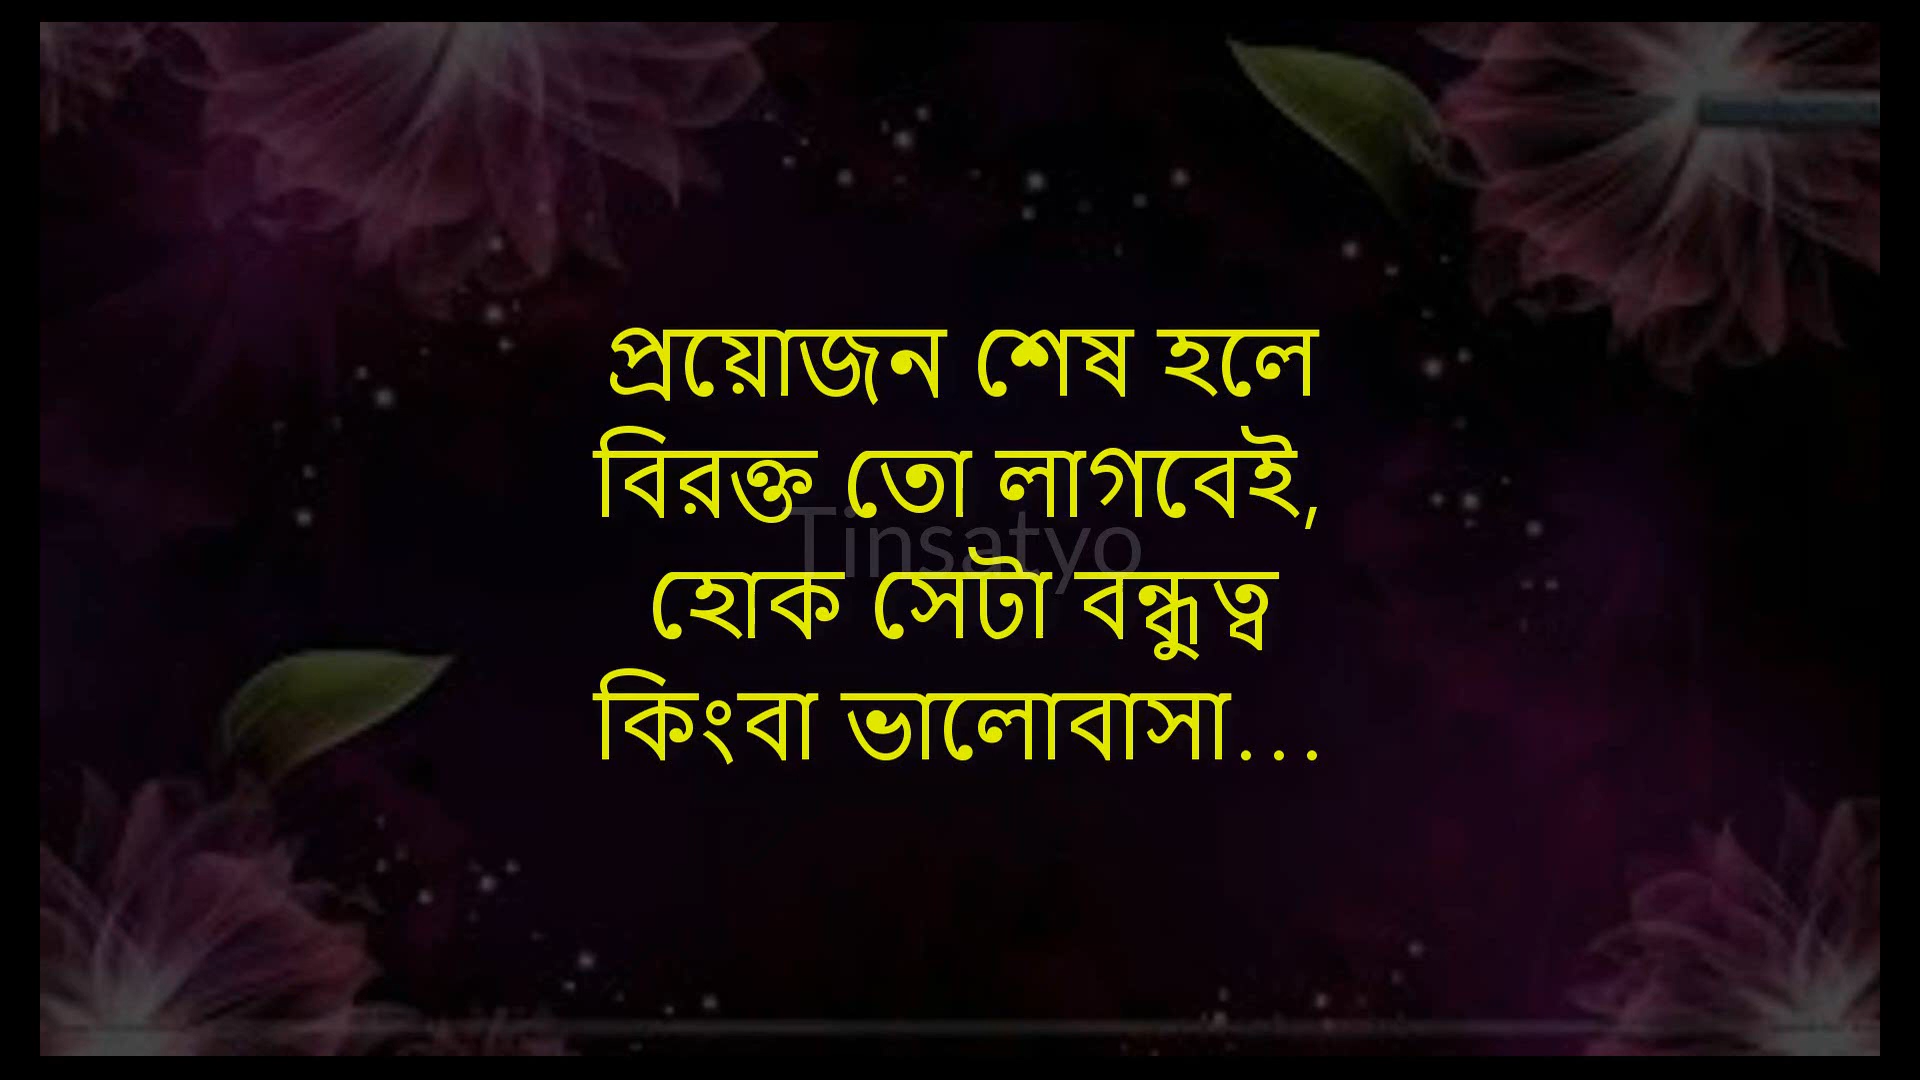 প্রয়োজন শেষ হলে
বিরক্ত তো লাগবেই,
Tinsatyo
হোক সেটা বন্ধুত্ব
কিংবা ভালোবাসা...